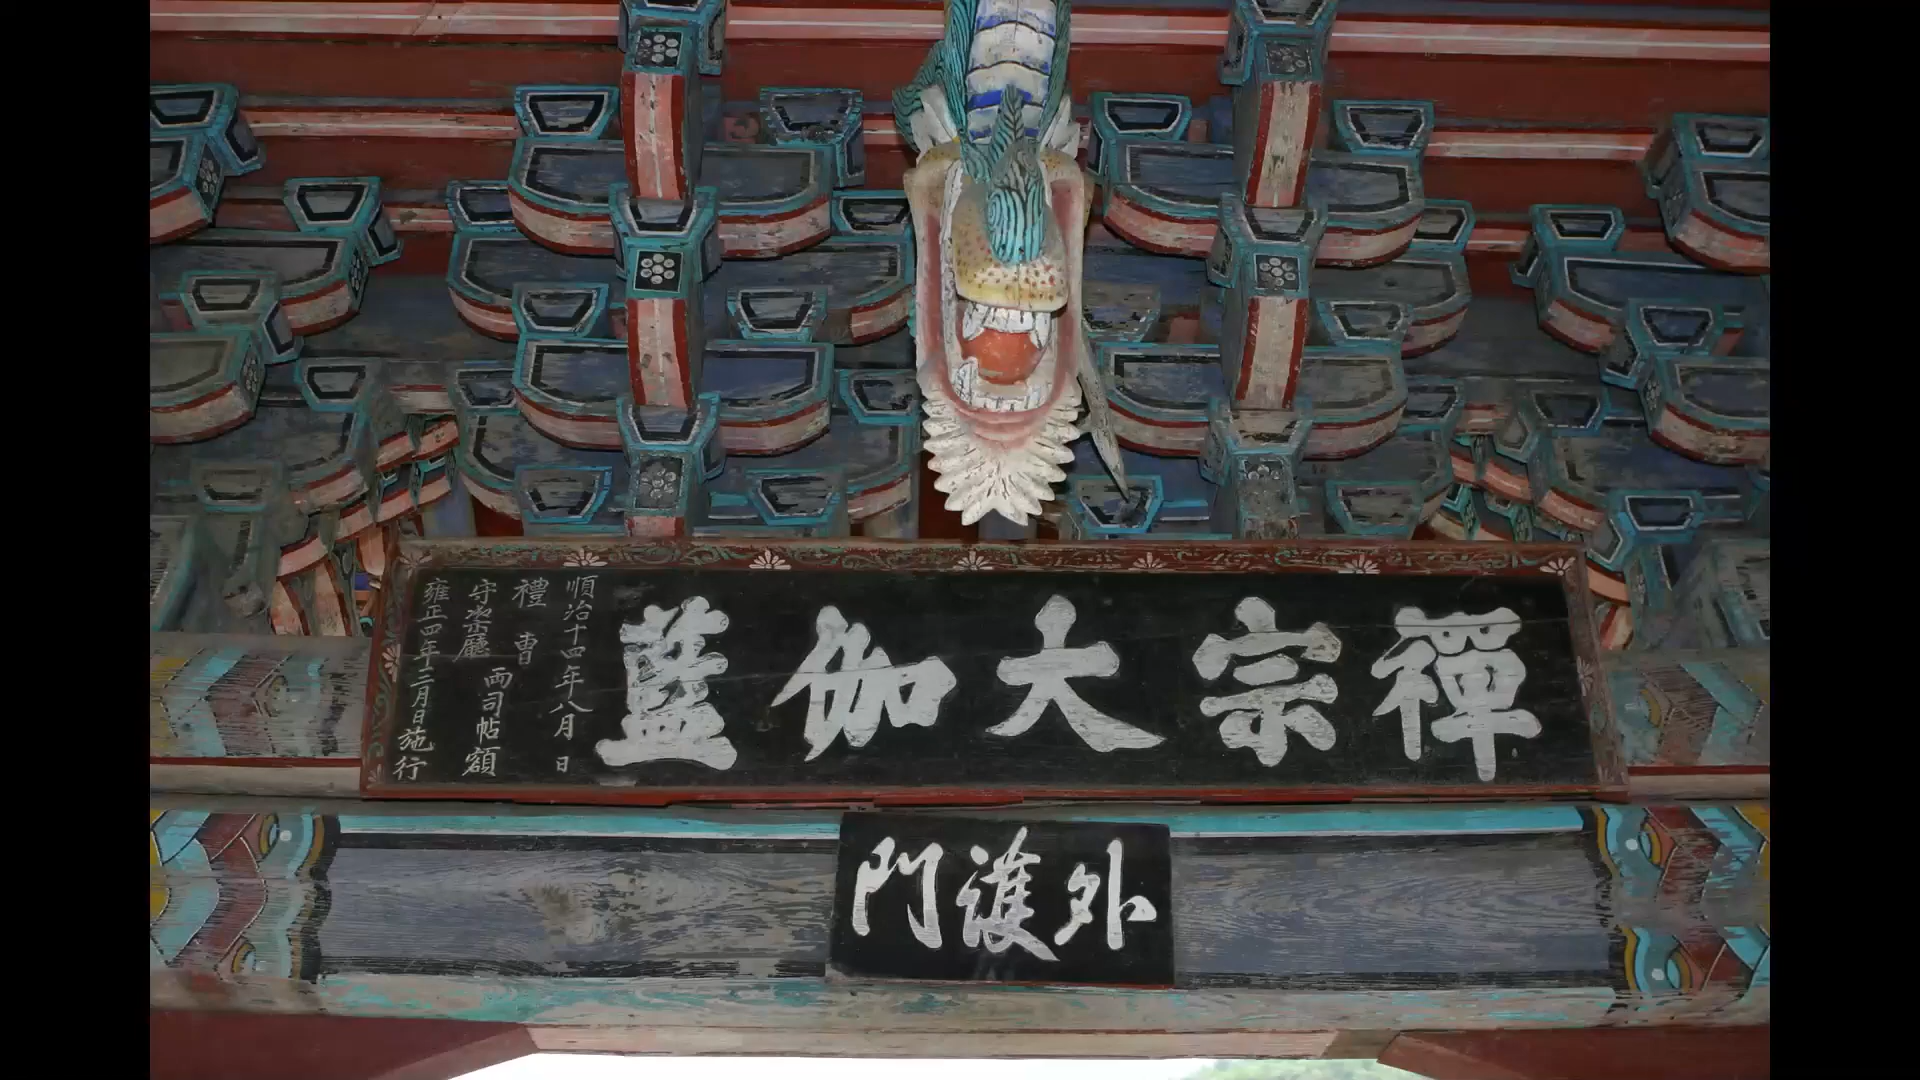 禪宗大伽藍
順治十四年八月 日
禮曹
守禦廳
兩司帖額
雍正四年十二月日施行
外護門